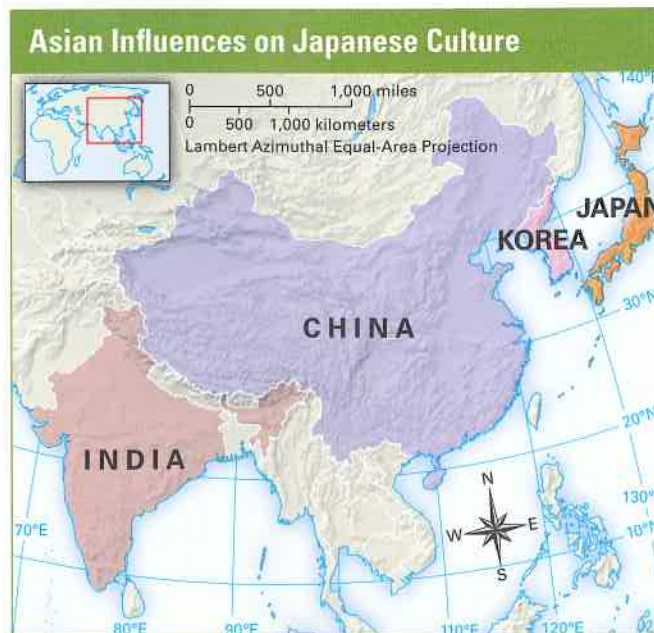 Asian Influences on Japanese Culture
0 500 1,000 miles
0 500 1,000 kilometers
Lambert Azimuthal Equal-Area Projection
140°
JAPAN
KOREA
30°N
CHINA
20°N
INDIA
N
130°
W E
10°N
70°E
S
80°E
90°E
110°E
120°E